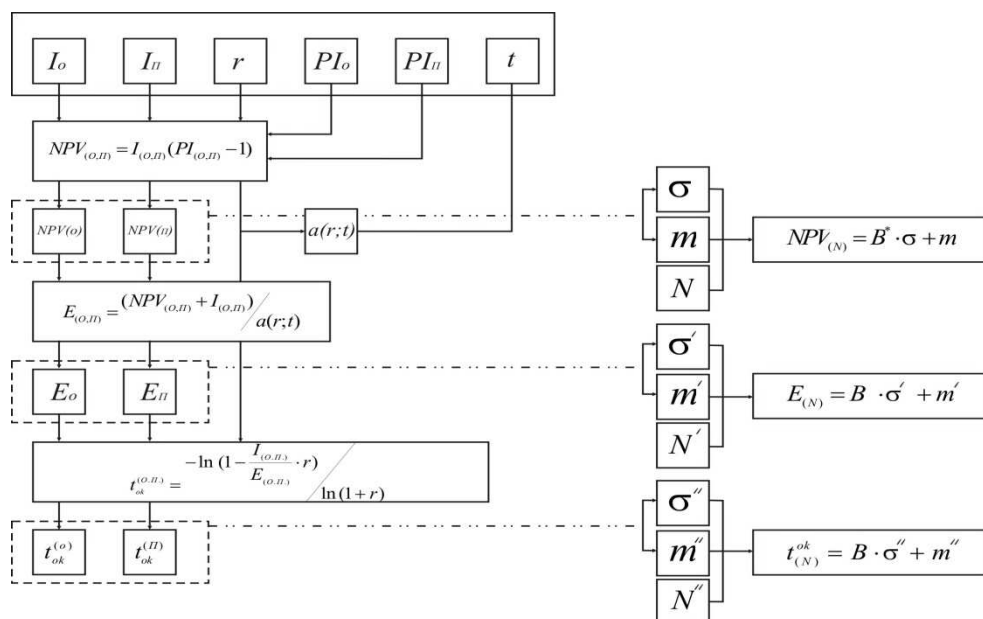 I_o I_П r PI_o PI_П t
NPV_(О,П) = I_(О,П) (PI_(О,П) − 1)
NPV(о) NPV(п) a(r;t)
E_(О,П) = (NPV_(О,П) + I_(О,П)) / a(r;t)
E_o E_П
t_ok^(О.П.) = −ln (1 − I_(О.П.) / E_(О.П.) · r) / ln (1 + r)
t_ok^(o) t_ok^(П)
σ
m
N
NPV_(N) = B* · σ + m
σ′
m′
N′
E_(N) = B · σ′ + m′
σ″
m″
N″
t_(N)^ok = B · σ″ + m″